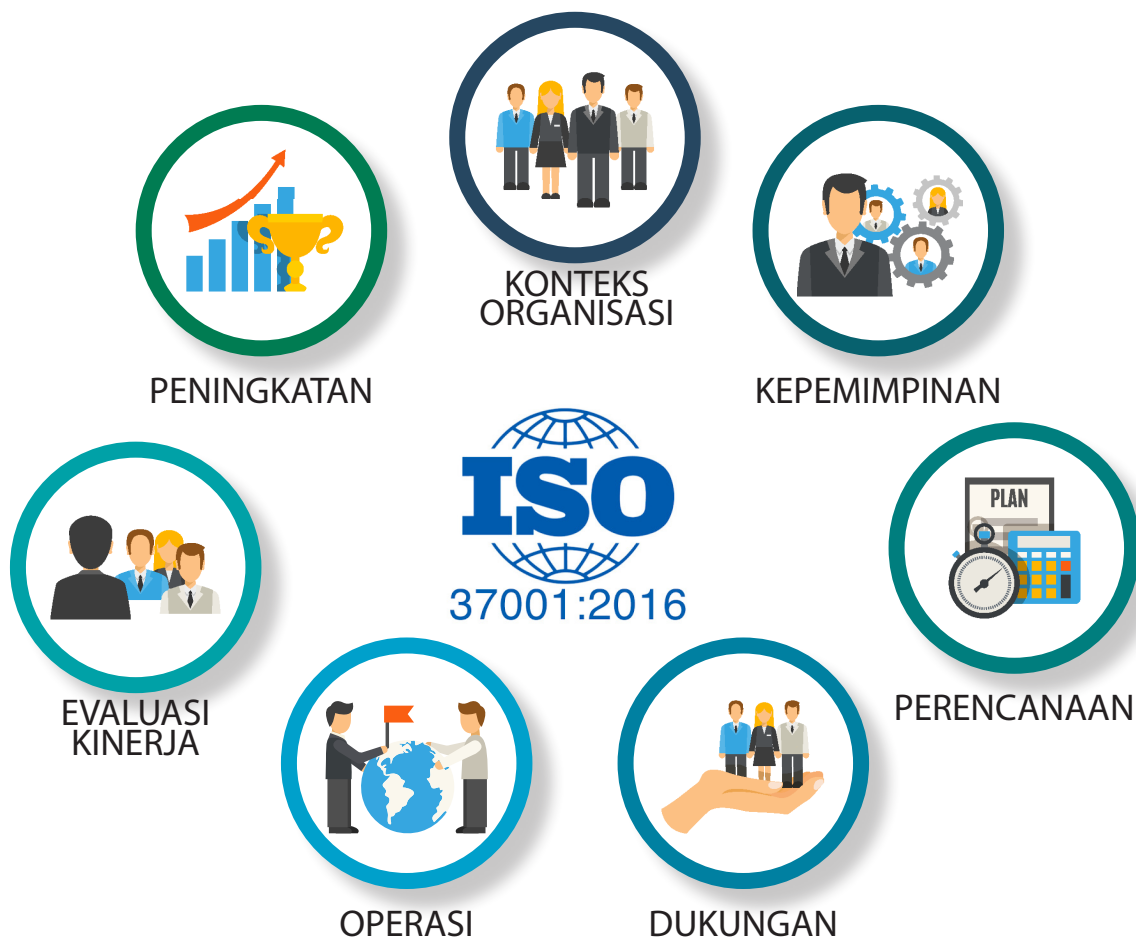 KONTEKS
ORGANISASI
KEPEMIMPINAN
PLAN
PERENCANAAN
DUKUNGAN
OPERASI
EVALUASI
KINERJA
PENINGKATAN
ISO
37001:2016